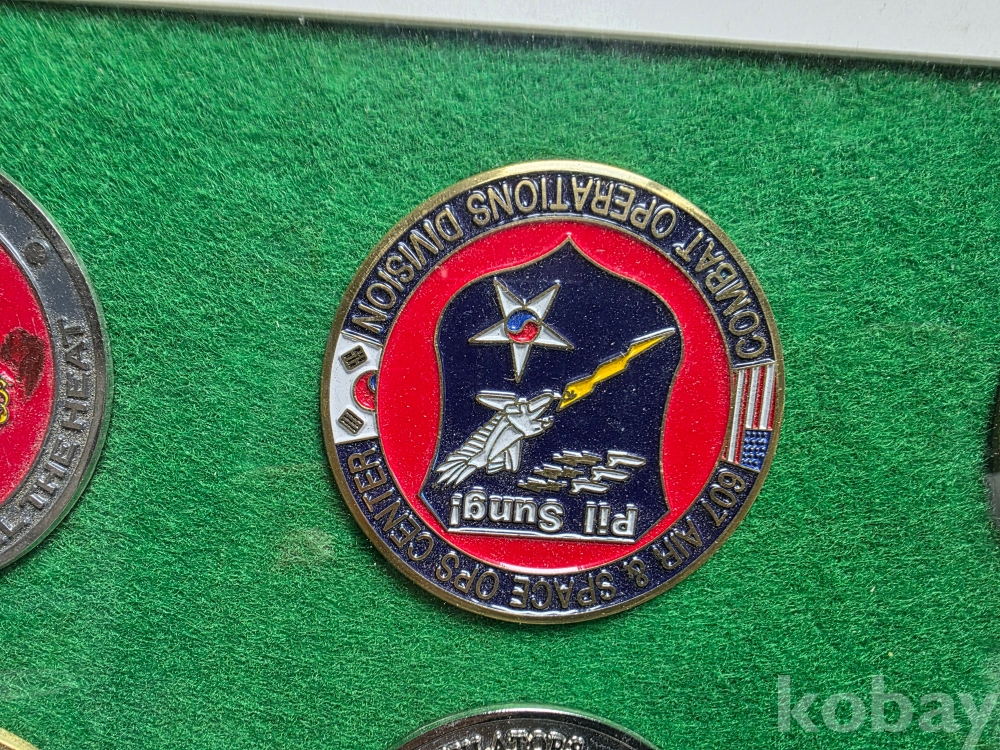 COMBAT OPERATIONS DIVISION
607 AIR & SPACE OPS CENTER
Pil Sung!
THE HEAT
kobay